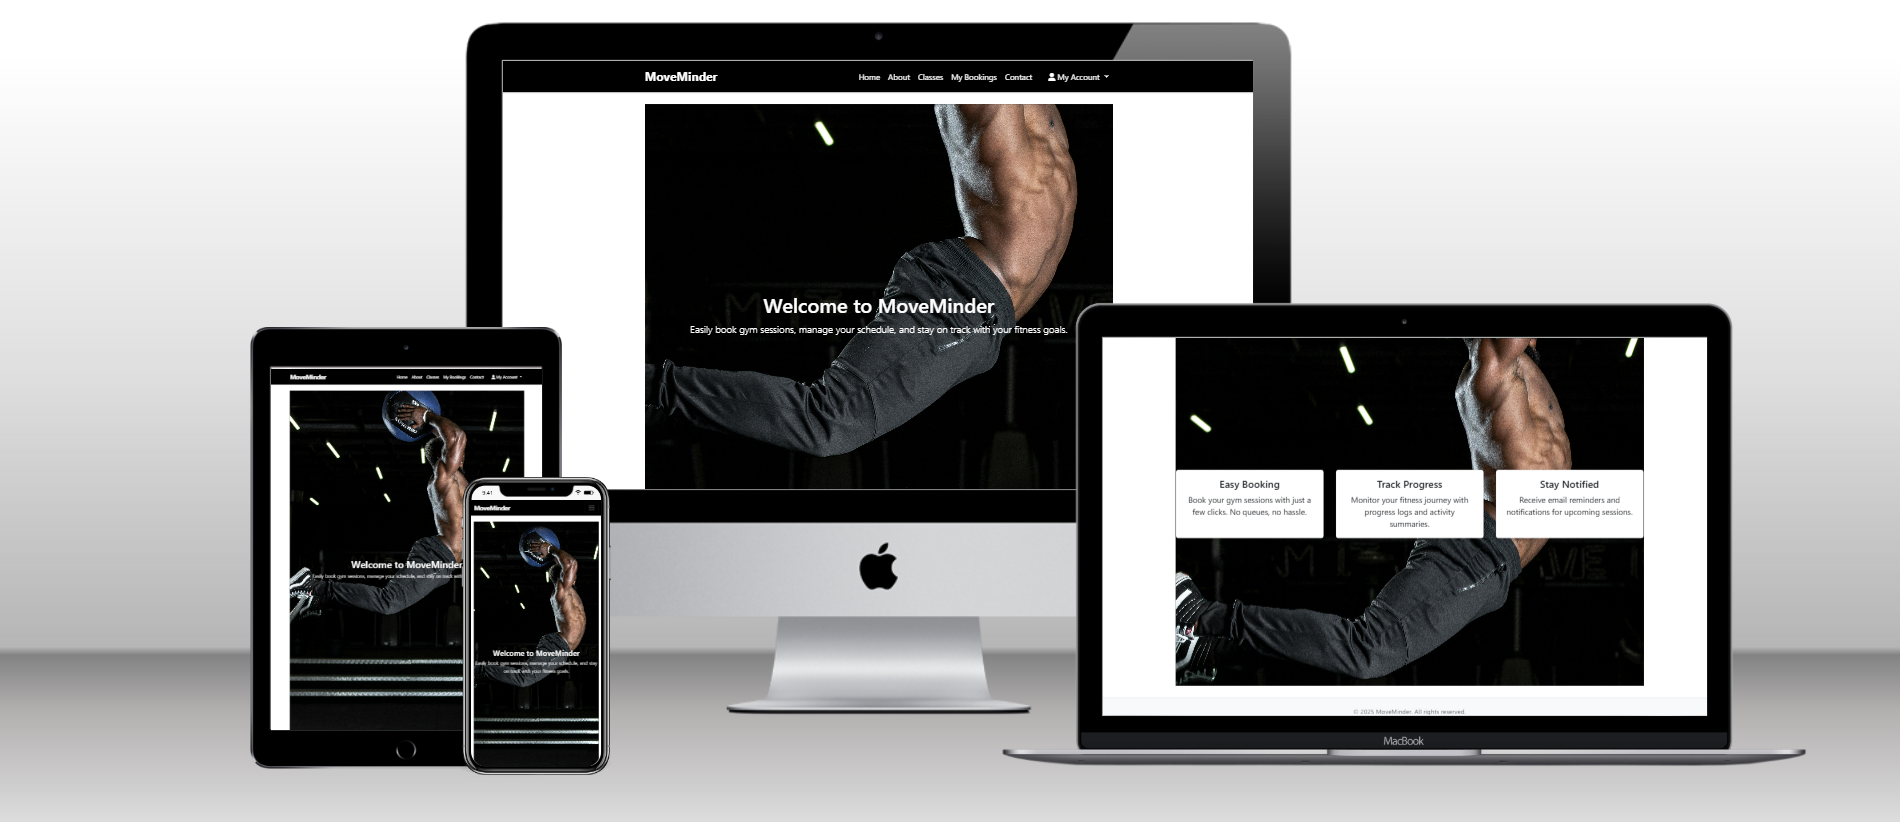 MoveMinder
Home About Classes My Bookings Contact My Account
Welcome to MoveMinder
Easily book gym sessions, manage your schedule, and stay on track with your fitness goals.
MoveMinder
Home About Classes My Bookings Contact My Account
Welcome to MoveMinder
Easily book gym sessions, manage your schedule, and stay on track with
9:41
MoveMinder
Welcome to MoveMinder
Easily book gym sessions, manage your schedule, and stay
on track with your fitness goals.
Easy Booking
Book your gym sessions with just a
few clicks. No queues, no hassle.
Track Progress
Monitor your fitness journey with
progress logs and activity
summaries.
Stay Notified
Receive email reminders and
notifications for upcoming sessions.
© 2025 MoveMinder. All rights reserved.
MacBook